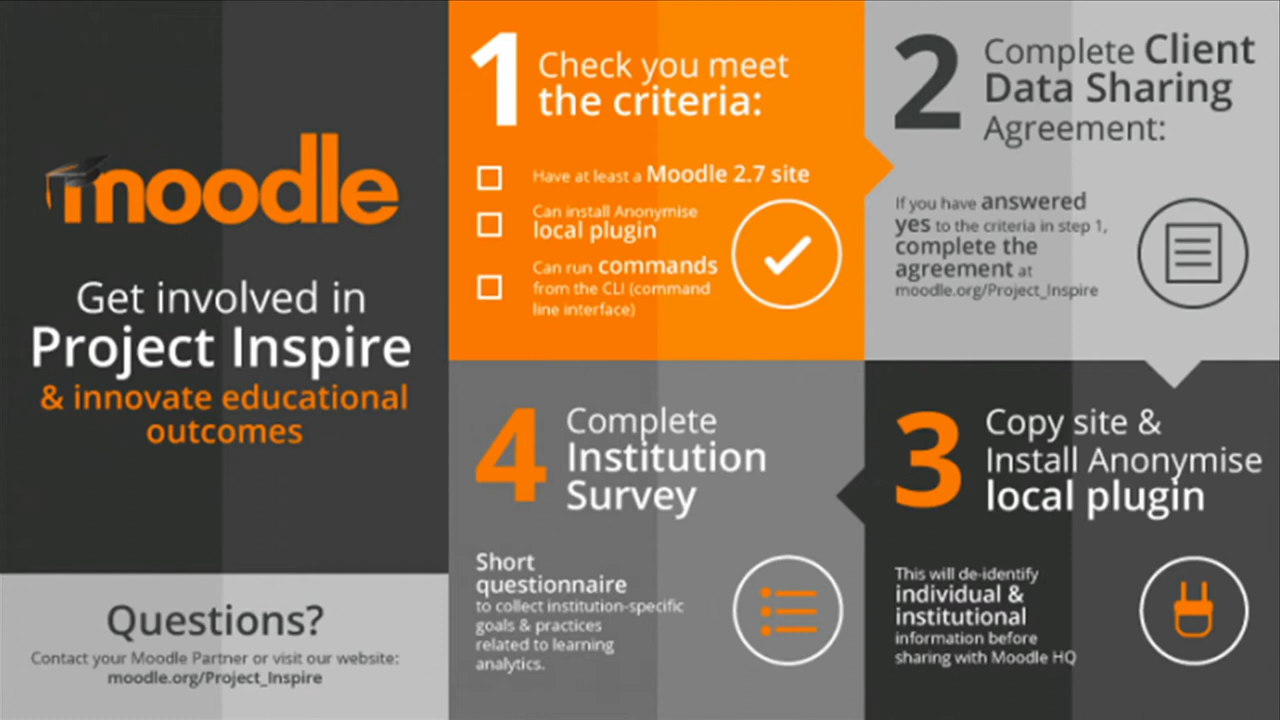 moodle
Get involved in
Project Inspire
& innovate educational
outcomes
Questions?
Contact your Moodle Partner or visit our website:
moodle.org/Project_Inspire
1
Check you meet
the criteria:
Have at least a Moodle 2.7 site
Can install Anonymise
local plugin
Can run commands
from the CLI (command
line interface)
2
Complete Client
Data Sharing
Agreement:
If you have answered
yes to the criteria in step 1,
complete the
agreement at
moodle.org/Project_Inspire
3
Copy site &
Install Anonymise
local plugin
This will de-identify
individual &
institutional
information before
sharing with Moodle HQ
4
Complete
Institution
Survey
Short
questionnaire
to collect institution-specific
goals & practices
related to learning
analytics.